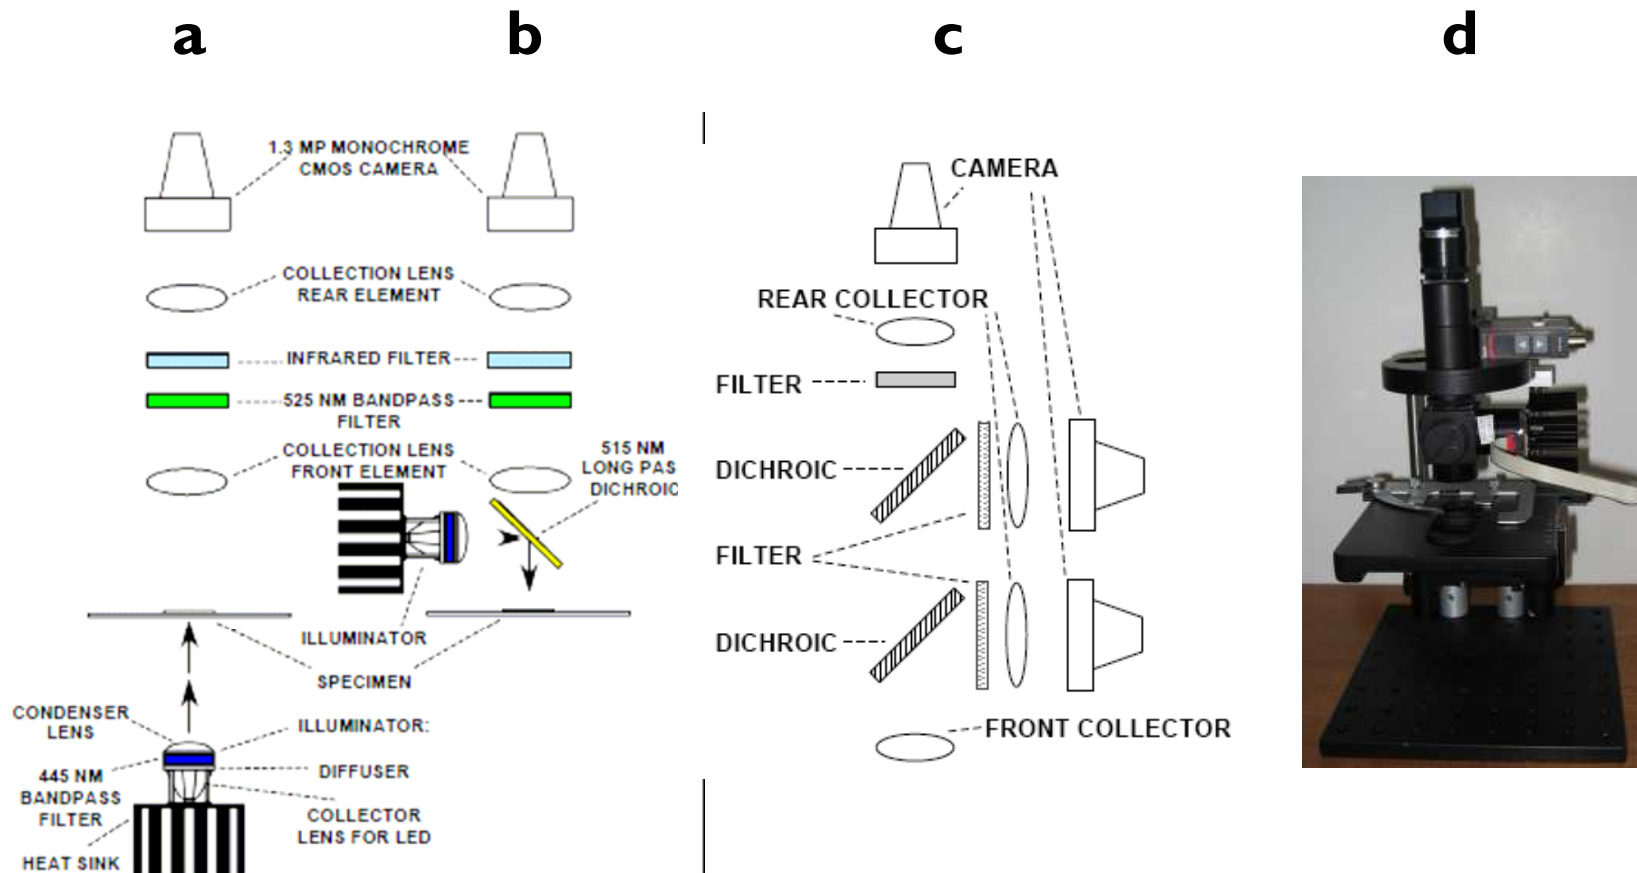 a
b
c
d
1.3 MP MONOCHROME
CMOS CAMERA
COLLECTION LENS
REAR ELEMENT
INFRARED FILTER
525 NM BANDPASS
FILTER
COLLECTION LENS
FRONT ELEMENT
515 NM
LONG PAS
DICHROIC
ILLUMINATOR
SPECIMEN
CONDENSER
LENS
ILLUMINATOR:
445 NM
BANDPASS
FILTER
DIFFUSER
COLLECTOR
LENS FOR LED
HEAT SINK
CAMERA
REAR COLLECTOR
FILTER
DICHROIC
FILTER
DICHROIC
FRONT COLLECTOR